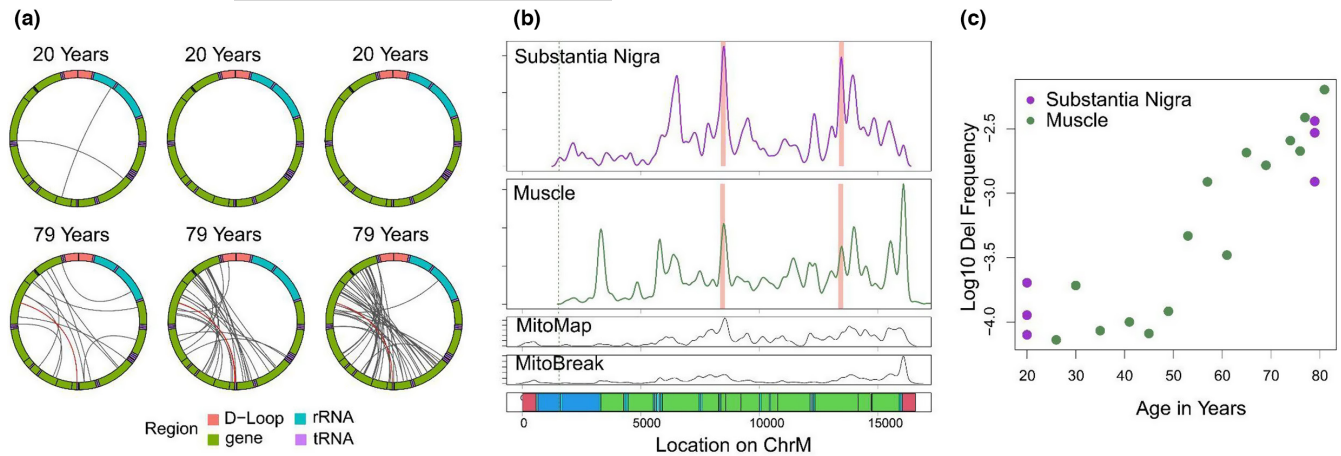 (a)
20 Years
20 Years
20 Years
79 Years
79 Years
79 Years
Region
D-Loop
rRNA
gene
tRNA
(b)
Substantia Nigra
Muscle
MitoMap
MitoBreak
0
5000
10000
15000
Location on ChrM
(c)
Substantia Nigra
Muscle
Log10 Del Frequency
-2.5
-3.0
-3.5
-4.0
20 30 40 50 60 70 80
Age in Years